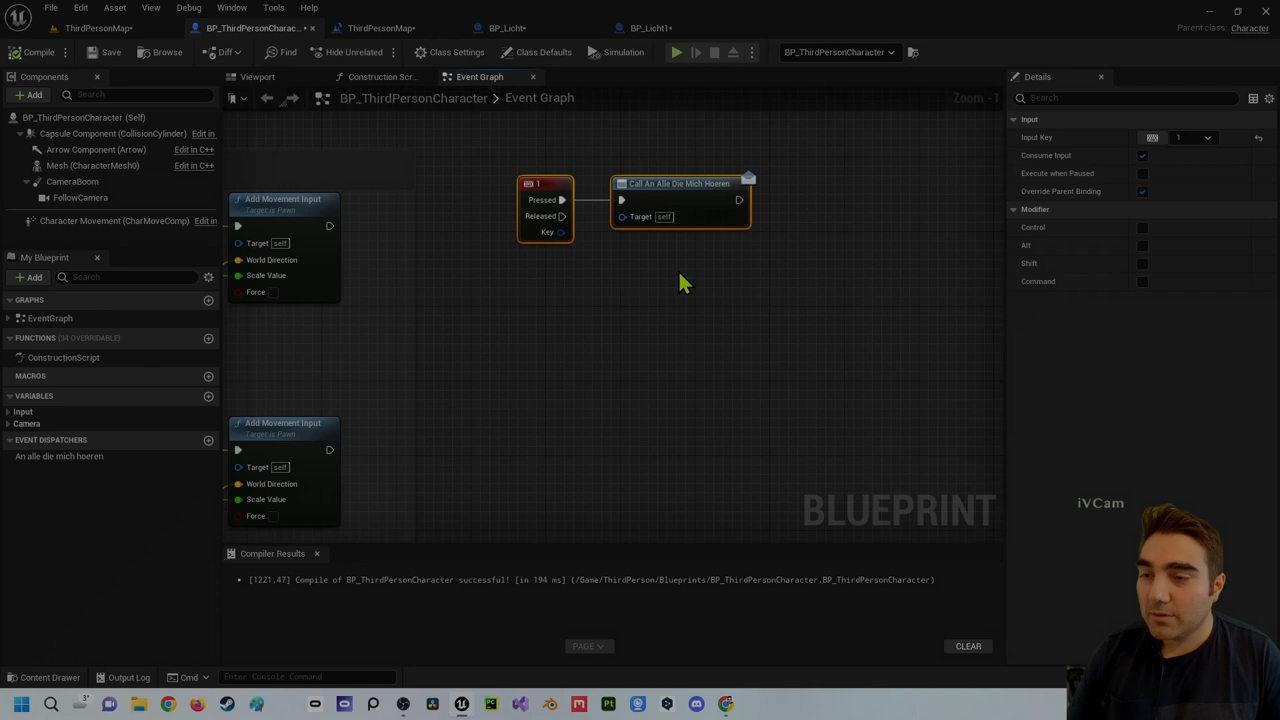 File Edit Asset View Debug Window Tools Help
ThirdPersonMap• BP_ThirdPersonCharac...• ThirdPersonMap• BP_Licht• BP_Licht1•
Parent class: Character
Compile Save Browse Diff Find Hide Unrelated Class Settings Class Defaults Simulation BP_ThirdPersonCharacter
Components
Add Search
BP_ThirdPersonCharacter (Self)
Capsule Component (CollisionCylinder) Edit in
Arrow Component (Arrow) Edit in C++
Mesh (CharacterMesh0) Edit in C++
CameraBoom
FollowCamera
Character Movement (CharMoveComp) Edit in
My Blueprint
Add Search
GRAPHS
EventGraph
FUNCTIONS (34 OVERRIDABLE)
ConstructionScript
MACROS
VARIABLES
Input
Camera
EVENT DISPATCHERS
An alle die mich hoeren
Viewport Construction Scr... Event Graph
BP_ThirdPersonCharacter > Event Graph Zoom -1
Add Movement Input
Target is Pawn
Target self
World Direction
Scale Value
Force
Add Movement Input
Target is Pawn
Target self
World Direction
Scale Value
Force
1
Pressed
Released
Key
Call An Alle Die Mich Hoeren
Target self
BLUEPRINT
Compiler Results
• [1221,47] Compile of BP_ThirdPersonCharacter successful! [in 194 ms] (/Game/ThirdPerson/Blueprints/BP_ThirdPersonCharacter.BP_ThirdPersonCharacter)
PAGE CLEAR
Details
Search
Input
Input Key 1
Consume Input
Execute when Paused
Override Parent Binding
Modifier
Control
Alt
Shift
Command
iVCam
Content Drawer Output Log Cmd Enter Console Command
3°